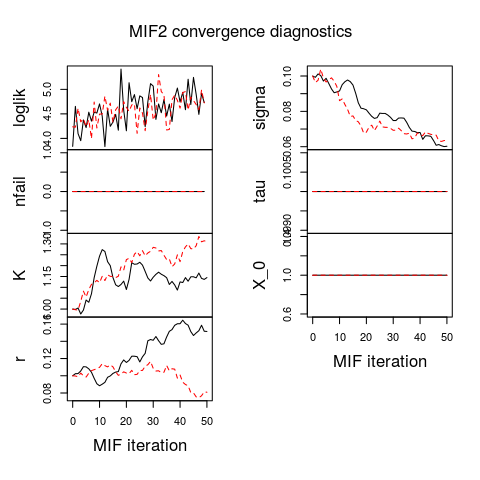 MIF2 convergence diagnostics
loglik
4.0 4.5 5.0
nfail
0.0
K
1.15 1.30
r
0.08 0.12 0.16
0 10 20 30 40 50
MIF iteration
sigma
0.06 0.08 0.10
tau
X_0
0.6 1.0
0 10 20 30 40 50
MIF iteration